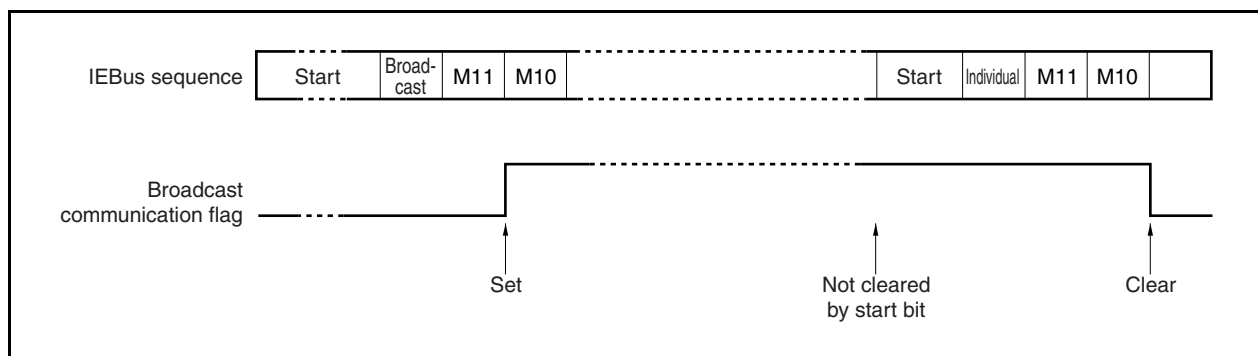 IEBus sequence
Start
Broad-
cast
M11
M10
Start
Individual
M11
M10
Broadcast
communication flag
Set
Not cleared
by start bit
Clear